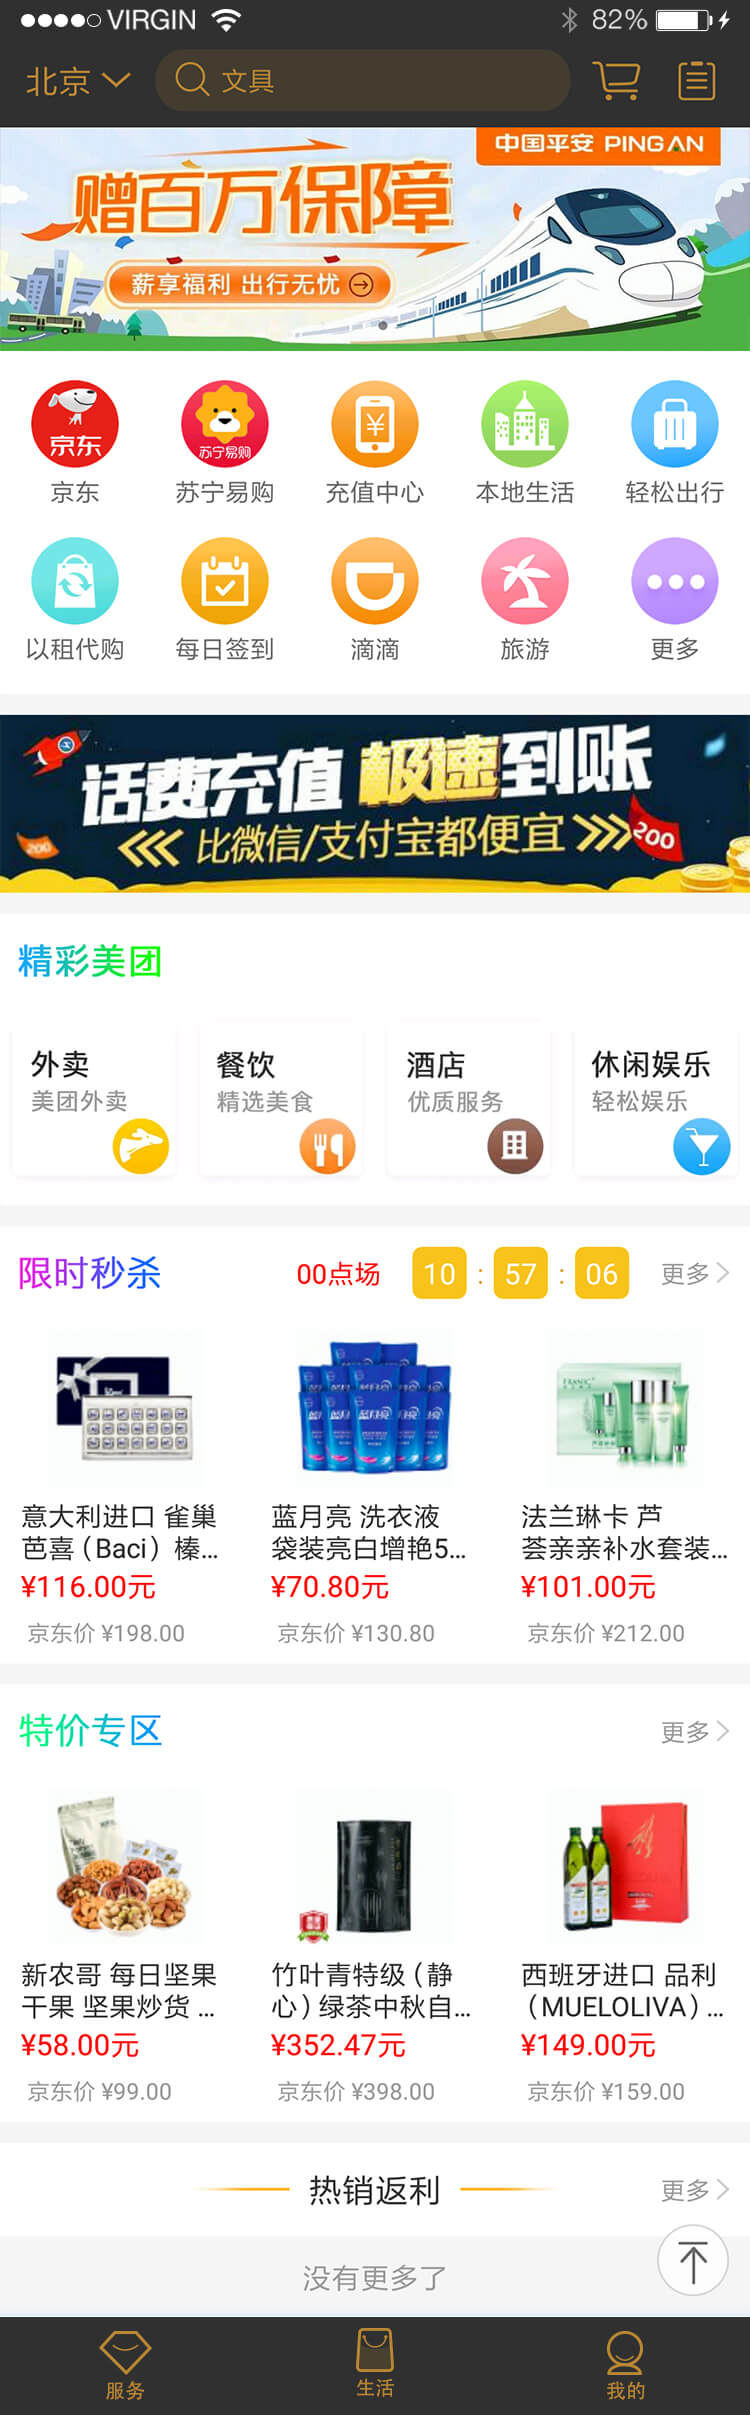 VIRGIN 82%
北京 文具
中国平安 PINGAN
赠百万保障
薪享福利 出行无忧
京东 苏宁易购
京东 苏宁易购 充值中心 本地生活 轻松出行
以租代购 每日签到 滴滴 旅游 更多
话费充值 极速到账
比微信/支付宝都便宜
200 200
精彩美团
外卖 餐饮 酒店 休闲娱乐
美团外卖 精选美食 优质服务 轻松娱乐
限时秒杀 00点场 10 : 57 : 06 更多
蓝月亮
FRANIC
意大利进口 雀巢 蓝月亮 洗衣液 法兰琳卡 芦
芭喜（Baci）榛... 袋装亮白增艳5... 荟亲亲补水套装...
¥116.00元 ¥70.80元 ¥101.00元
京东价 ¥198.00 京东价 ¥130.80 京东价 ¥212.00
特价专区 更多
新农哥 每日坚果 竹叶青特级（静 西班牙进口 品利
干果 坚果炒货 ... 心）绿茶中秋自... （MUELOLIVA）...
¥58.00元 ¥352.47元 ¥149.00元
京东价 ¥99.00 京东价 ¥398.00 京东价 ¥159.00
热销返利 更多
没有更多了
服务 生活 我的